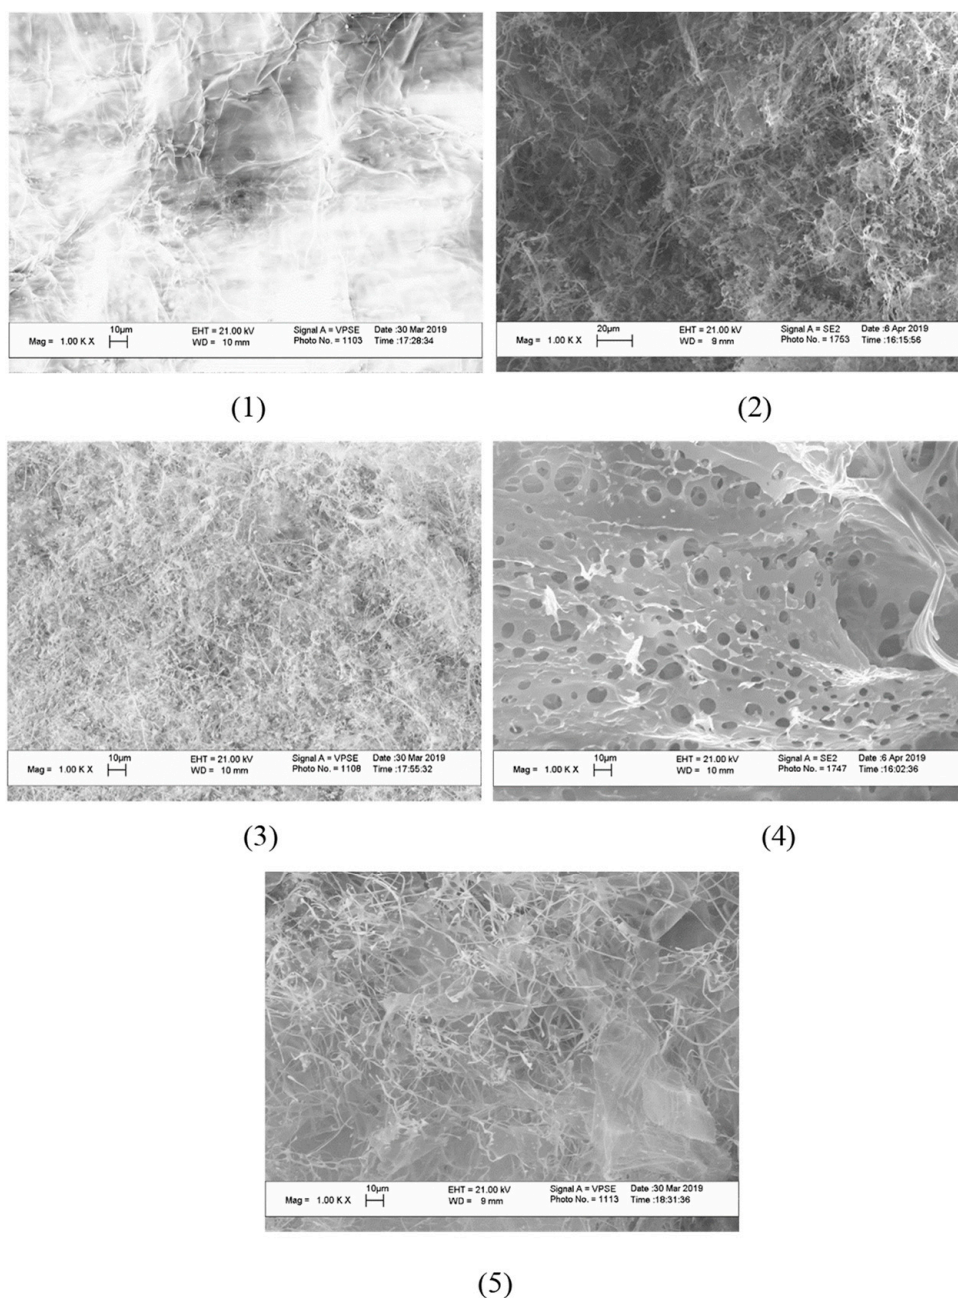 10µm
Mag = 1.00 K X
EHT = 21.00 kV
WD = 10 mm
Signal A = VPSE
Photo No. = 1103
Date :30 Mar 2019
Time :17:28:34
20µm
Mag = 1.00 K X
EHT = 21.00 kV
WD = 9 mm
Signal A = SE2
Photo No. = 1753
Date :6 Apr 2019
Time :16:15:56
(1)
(2)
10µm
Mag = 1.00 K X
EHT = 21.00 kV
WD = 10 mm
Signal A = VPSE
Photo No. = 1108
Date :30 Mar 2019
Time :17:55:32
10µm
Mag = 1.00 K X
EHT = 21.00 kV
WD = 10 mm
Signal A = SE2
Photo No. = 1747
Date :6 Apr 2019
Time :16:02:36
(3)
(4)
10µm
Mag = 1.00 K X
EHT = 21.00 kV
WD = 9 mm
Signal A = VPSE
Photo No. = 1113
Date :30 Mar 2019
Time :18:31:36
(5)